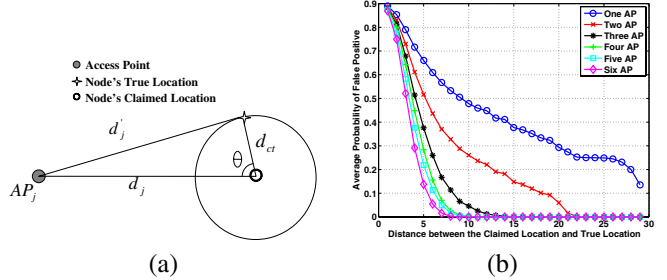 Access Point
Node's True Location
Node's Claimed Location
d'j
dct
θ
dj
APj
(a)
Average Probability of False Positive
0.9
0.8
0.7
0.6
0.5
0.4
0.3
0.2
0.1
0
0 5 10 15 20 25 30
Distance between the Claimed Location and True Location
One AP
Two AP
Three AP
Four AP
Five AP
Six AP
(b)